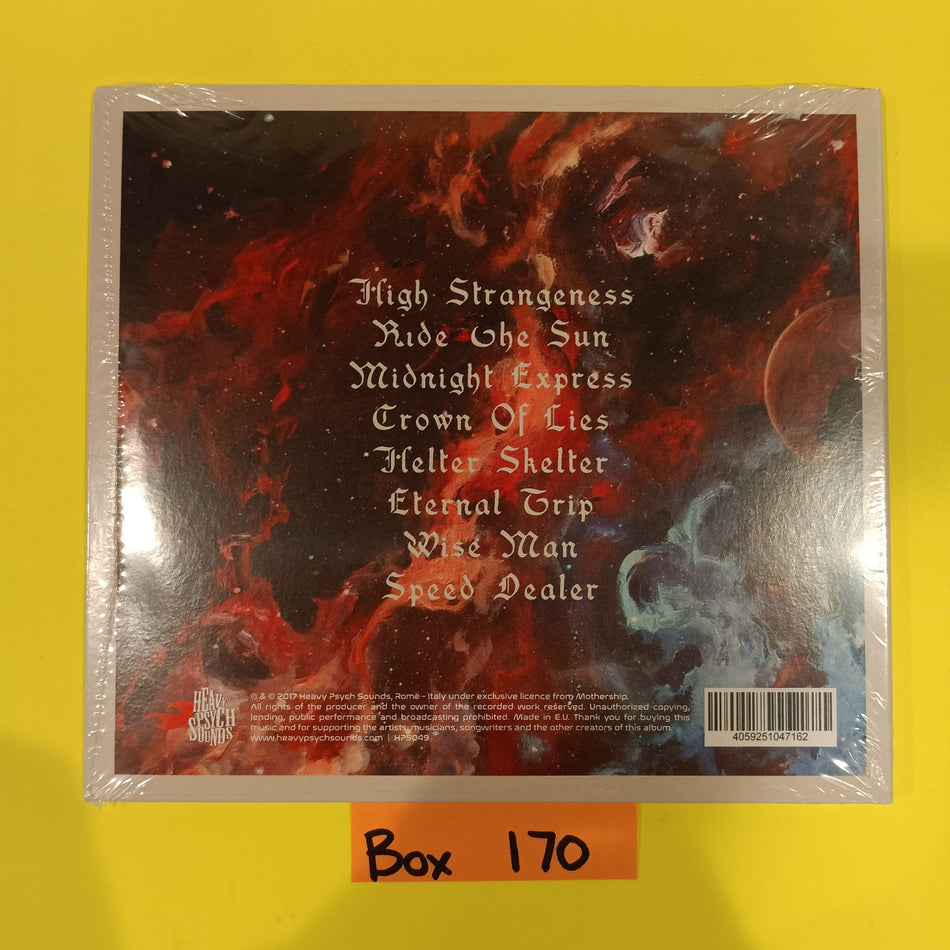 High Strangeness
Ride The Sun
Midnight Express
Crown Of Lies
Helter Skelter
Eternal Trip
Wise Man
Speed Dealer
HEAVY
PSYCH
SOUNDS
℗ & © 2017 Heavy Psych Sounds, Rome - Italy under exclusive licence from Mothership.
All rights of the producer and the owner of the recorded work reserved. Unauthorized copying,
lending, public performance and broadcasting prohibited. Made in E.U. Thank you for buying this
music and for supporting the artists, musicians, songwriters and the other creators of this album.
www.heavypsychsounds.com | HPS049
4059251047162
Box 170